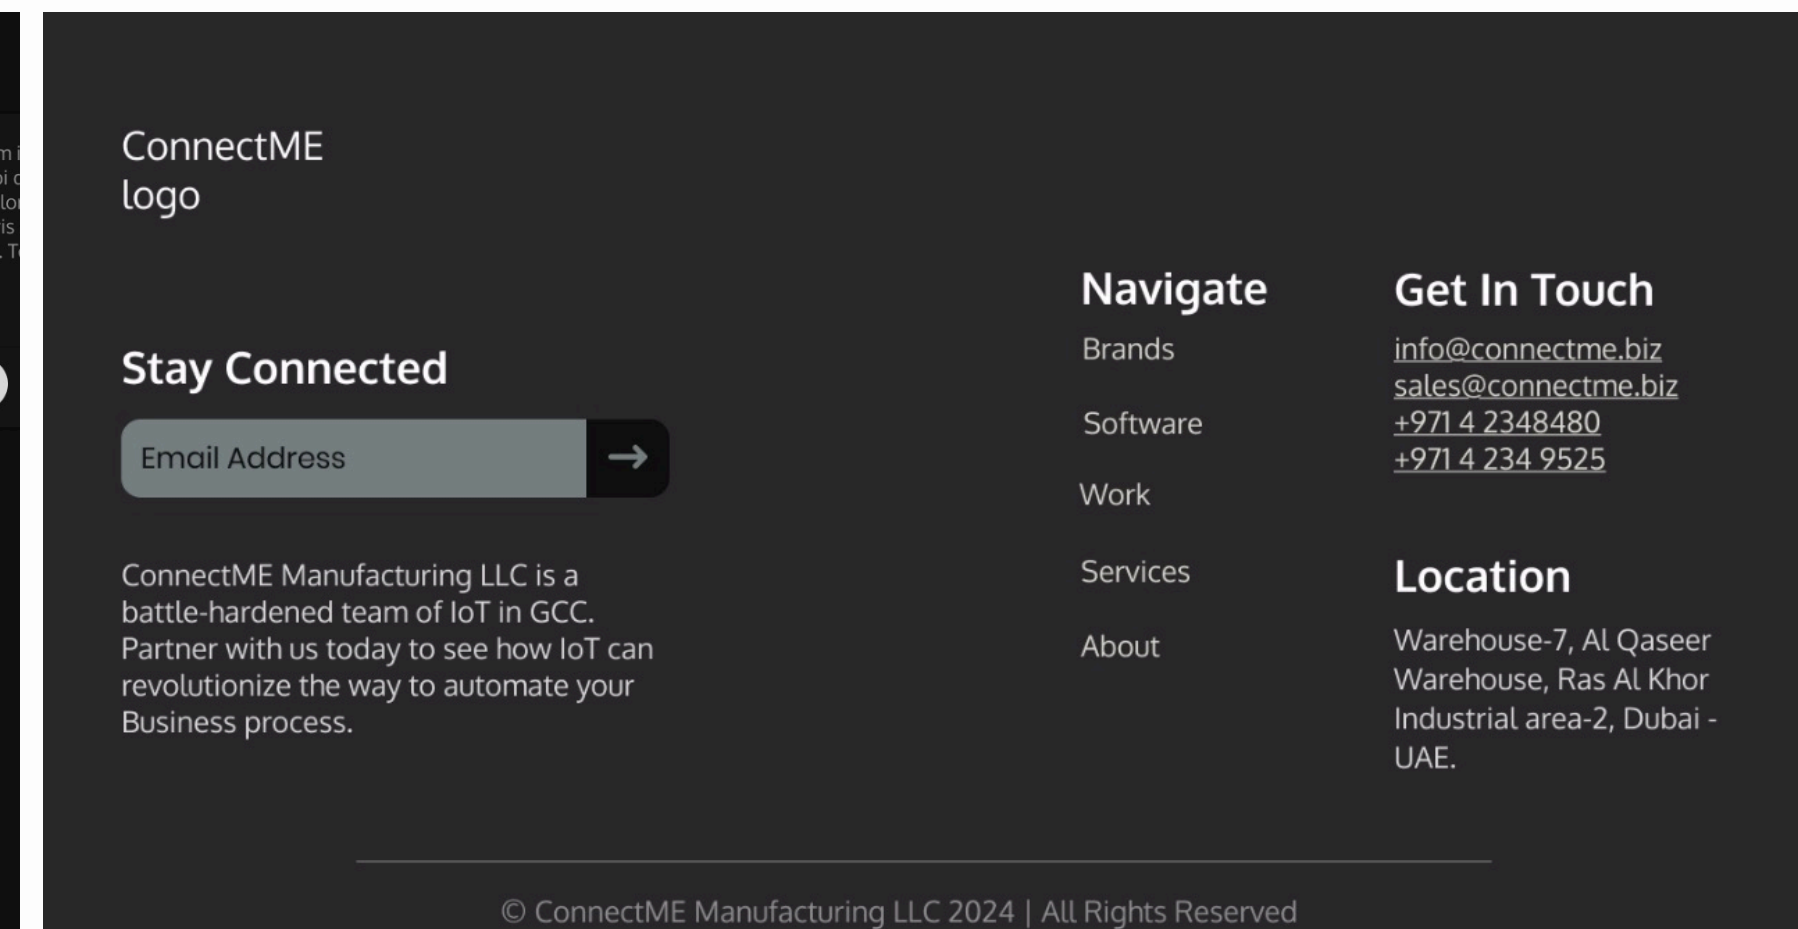 ConnectME
logo
Stay Connected
Email Address
ConnectME Manufacturing LLC is a
battle-hardened team of IoT in GCC.
Partner with us today to see how IoT can
revolutionize the way to automate your
Business process.
Navigate
Brands
Software
Work
Services
About
Get In Touch
info@connectme.biz
sales@connectme.biz
+971 4 2348480
+971 4 234 9525
Location
Warehouse-7, Al Qaseer
Warehouse, Ras Al Khor
Industrial area-2, Dubai -
UAE.
© ConnectME Manufacturing LLC 2024 | All Rights Reserved